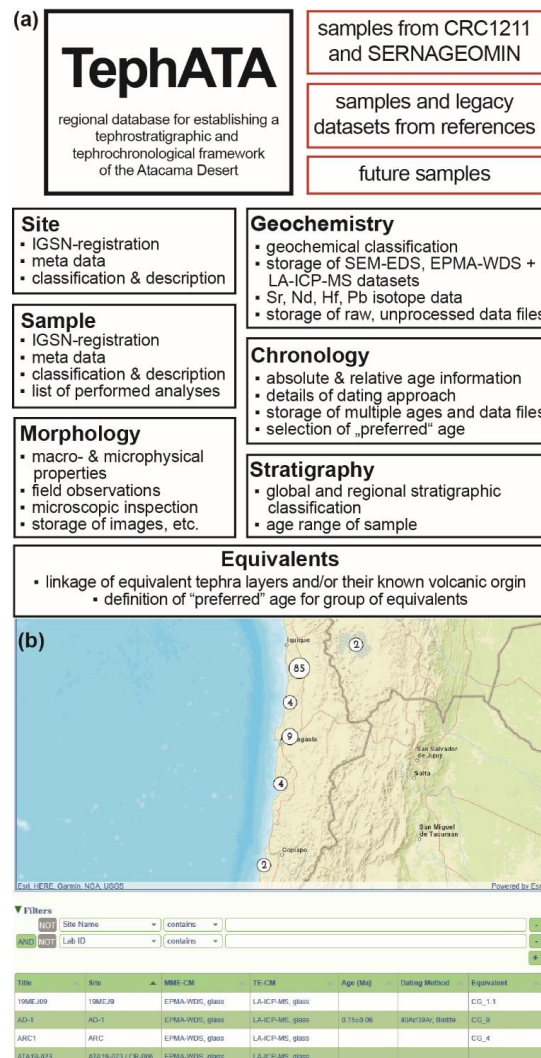 (a)
TephATA
regional database for establishing a
tephrostratigraphic and
tephrochronological framework
of the Atacama Desert
samples from CRC1211
and SERNAGEOMIN
samples and legacy
datasets from references
future samples
Site
▪ IGSN-registration
▪ meta data
▪ classification & description
Sample
▪ IGSN-registration
▪ meta data
▪ classification & description
▪ list of performed analyses
Morphology
▪ macro- & microphysical
properties
▪ field observations
▪ microscopic inspection
▪ storage of images, etc.
Geochemistry
▪ geochemical classification
▪ storage of SEM-EDS, EPMA-WDS +
LA-ICP-MS datasets
▪ Sr, Nd, Hf, Pb isotope data
▪ storage of raw, unprocessed data files
Chronology
▪ absolute & relative age information
▪ details of dating approach
▪ storage of multiple ages and data files
▪ selection of „preferred“ age
Stratigraphy
▪ global and regional stratigraphic
classification
▪ age range of sample
Equivalents
▪ linkage of equivalent tephra layers and/or their known volcanic orgin
▪ definition of “preferred” age for group of equivalents
(b)
Iquique
2
85
4
9
agasta
4
San Salvador
de Jujuy
Salta
San Miguel
de Tucumán
Copiapo
2
Esri, HERE, Garmin, NGA, USGS
Powered by Esri
Filters
NOT Site Name contains -
AND NOT Lab ID contains -
+
Title Site MME-CM TE-CM Age (Ma) Dating Method Equivalent
19MEJ09 19MEJ9 EPMA-WDS, glass LA-ICP-MS, glass CG_1.1
AD-1 AD-1 EPMA-WDS, glass LA-ICP-MS, glass 0.75±0.06 40Ar/39Ar, Biotite CG_9
ARC1 ARC EPMA-WDS, glass LA-ICP-MS, glass CG_4
ATA19-023 EPMA-WDS, glass LA-ICP-MS, glass